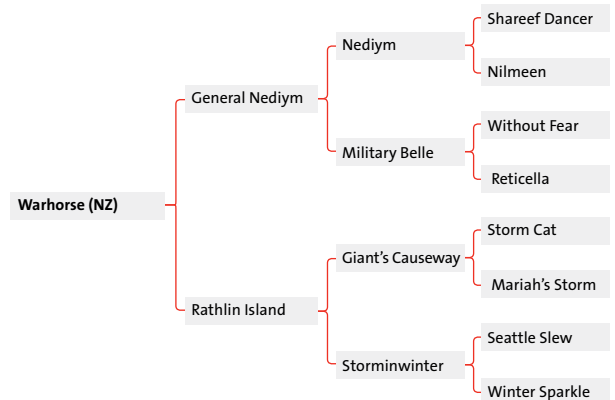 Shareef Dancer
Nediym
Nilmeen
General Nediym
Without Fear
Military Belle
Reticella
Warhorse (NZ)
Storm Cat
Giant's Causeway
Mariah's Storm
Rathlin Island
Seattle Slew
Storminwinter
Winter Sparkle